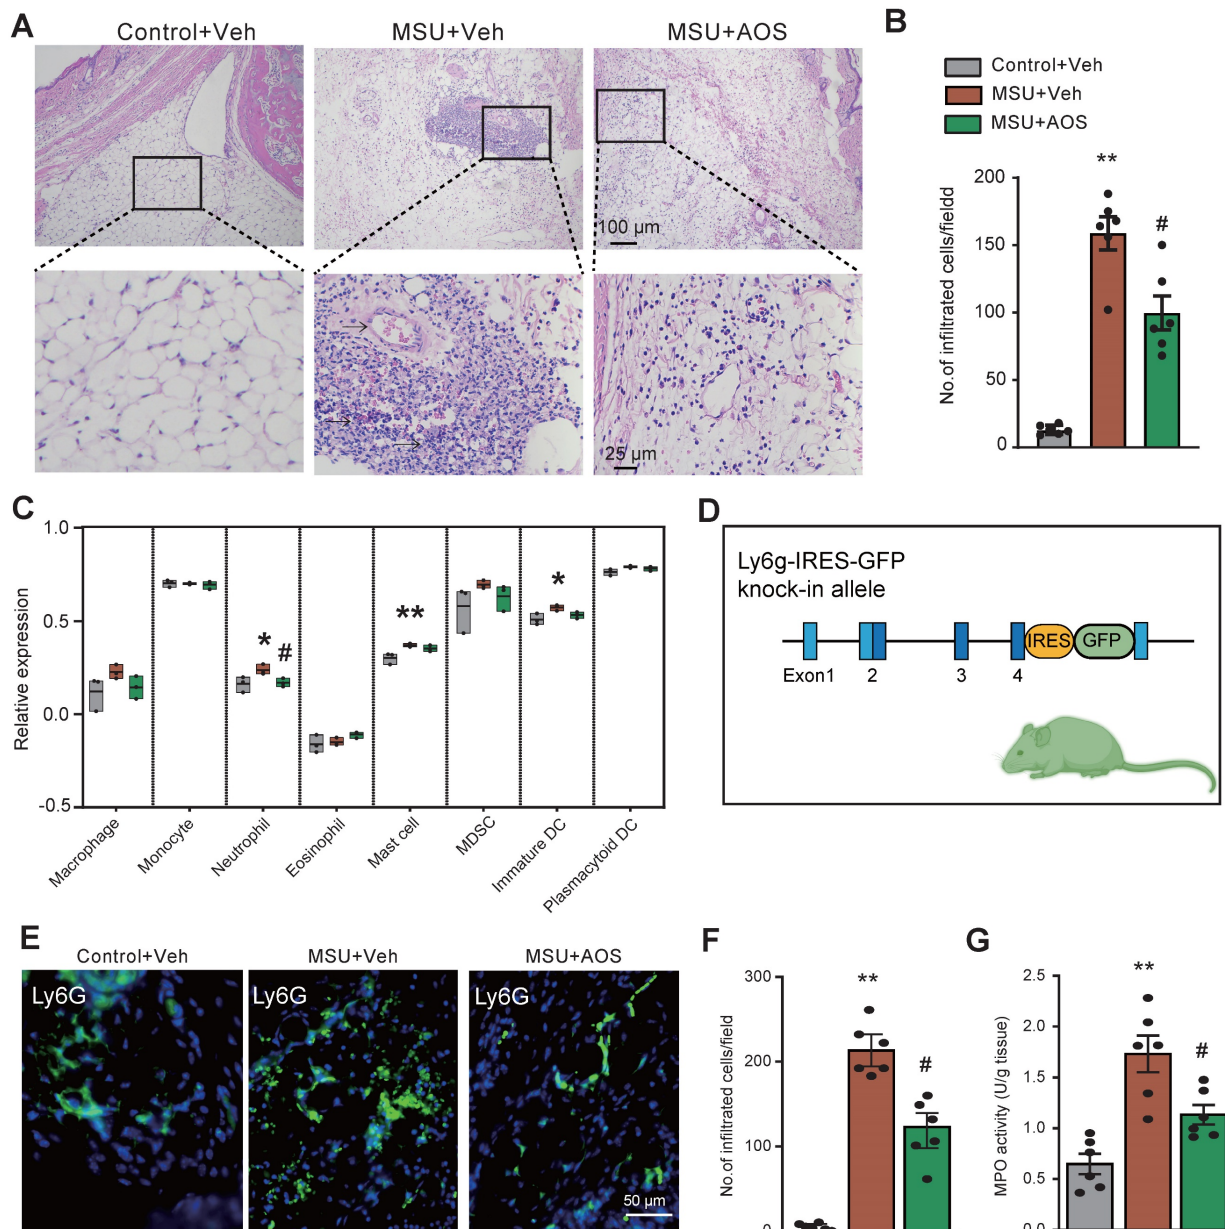 A
Control+Veh
MSU+Veh
MSU+AOS
100 µm
25 µm
B
Control+Veh
MSU+Veh
MSU+AOS
No.of infiltrated cells/fieldd
200
150
100
50
0
**
#
C
Relative expression
1.0
0.5
0.0
-0.5
*
#
**
*
Macrophage
Monocyte
Neutrophil
Eosinophil
Mast cell
MDSC
Immature DC
Plasmacytoid DC
D
Ly6g-IRES-GFP
knock-in allele
IRES
GFP
Exon1
2
3
4
E
Control+Veh
MSU+Veh
MSU+AOS
Ly6G
Ly6G
Ly6G
50 µm
F
No.of infiltrated cells/field
300
200
100
0
**
#
G
MPO activity (U/g tissue)
2.5
2.0
1.5
1.0
0.5
0.0
**
#